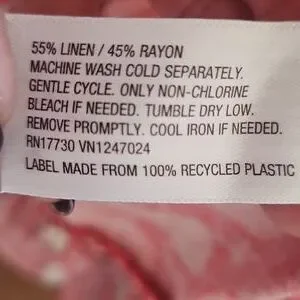 55% LINEN / 45% RAYON
MACHINE WASH COLD SEPARATELY.
GENTLE CYCLE. ONLY NON-CHLORINE
BLEACH IF NEEDED. TUMBLE DRY LOW.
REMOVE PROMPTLY. COOL IRON IF NEEDED.
RN17730 VN1247024
LABEL MADE FROM 100% RECYCLED PLASTIC